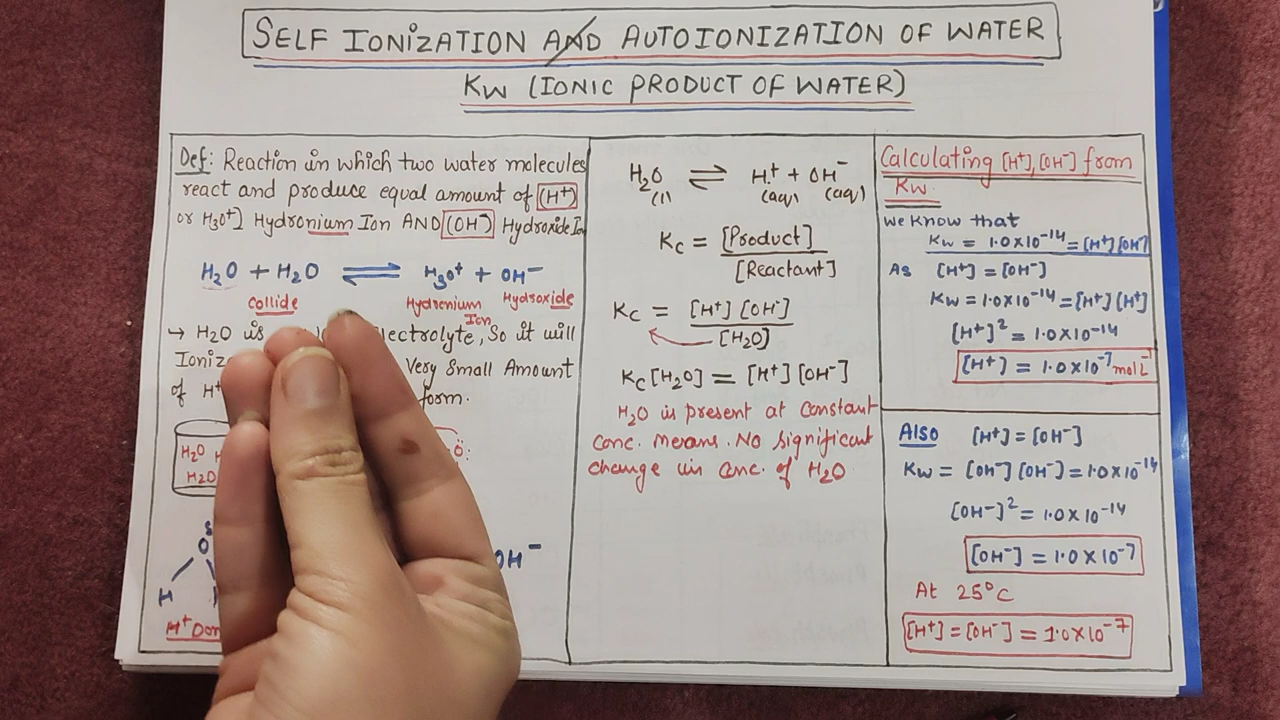 SELF IONIZATION AND AUTOIONIZATION OF WATER
KW (IONIC PRODUCT OF WATER)
Def: Reaction in which two water molecules
react and produce equal amount of (H⁺)
or H₃O⁺] Hydronium Ion AND (OH⁻) Hydroxide Ion
H₂O + H₂O ⇌ H₃O⁺ + OH⁻
Collide Hydronium Ion Hydroxide
→ H₂O is electrolyte, So it will
Ioniz Very Small Amount
of H⁺ form.
H₂O H
H₂O
:Ö:
O
H
OH⁻
H⁺ Don
H₂O ⇌ H⁺ + OH⁻
(l) (aq) (aq)
Kc = [Product]
[Reactant]
Kc = [H⁺] [OH⁻]
[H₂O]
Kc [H₂O] = [H⁺] [OH⁻]
H₂O is present at Constant
Conc. means. No significant
change in Conc. of H₂O
Calculating [H⁺], [OH⁻] from
Kw.
We know that
Kw = 1.0×10⁻¹⁴ = [H⁺] [OH⁻]
As [H⁺] = [OH⁻]
Kw = 1.0×10⁻¹⁴ = [H⁺] [H⁺]
[H⁺]² = 1.0×10⁻¹⁴
[H⁺] = 1.0×10⁻⁷ mol L⁻¹
Also [H⁺] = [OH⁻]
Kw = [OH⁻] [OH⁻] = 1.0×10⁻¹⁴
[OH⁻]² = 1.0×10⁻¹⁴
[OH⁻] = 1.0×10⁻⁷
At 25°C
[H⁺] = [OH⁻] = 1.0×10⁻⁷